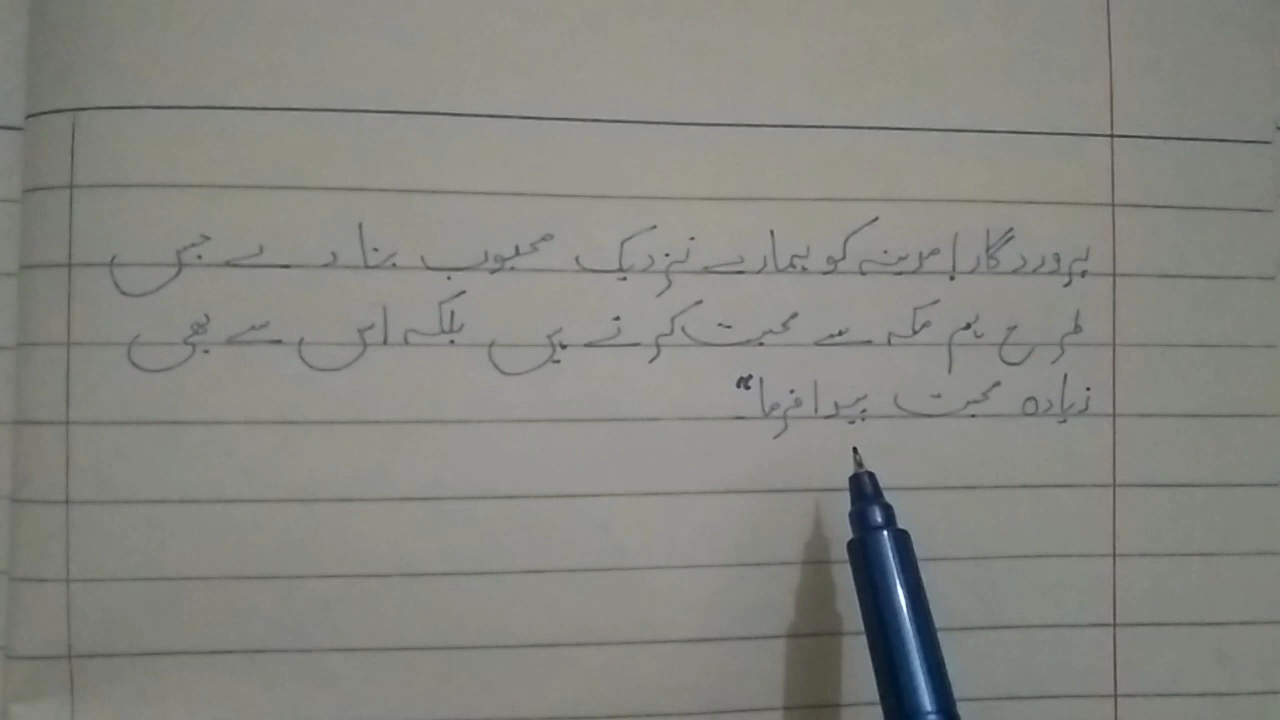 پروردگار! مدینہ کو ہمارے نزدیک محبوب بنا دے جس
طرح ہم مکہ سے محبت کرتے ہیں بلکہ اس سے بھی
زیادہ محبت پیدا فرما“